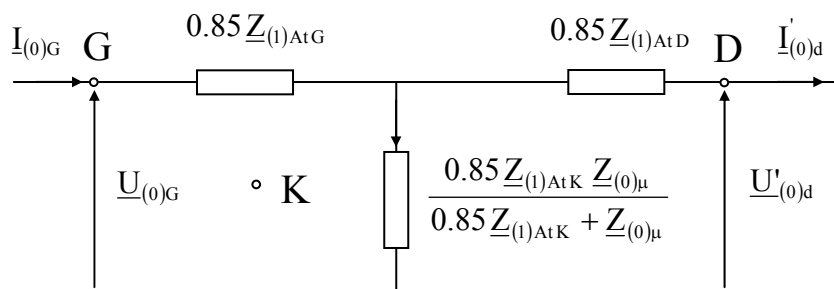 I(0)G G 0.85 Z(1)AtG 0.85 Z(1)AtD D I'(0)d
U(0)G K 0.85 Z(1)AtK Z(0)μ U'(0)d
0.85 Z(1)AtK + Z(0)μ